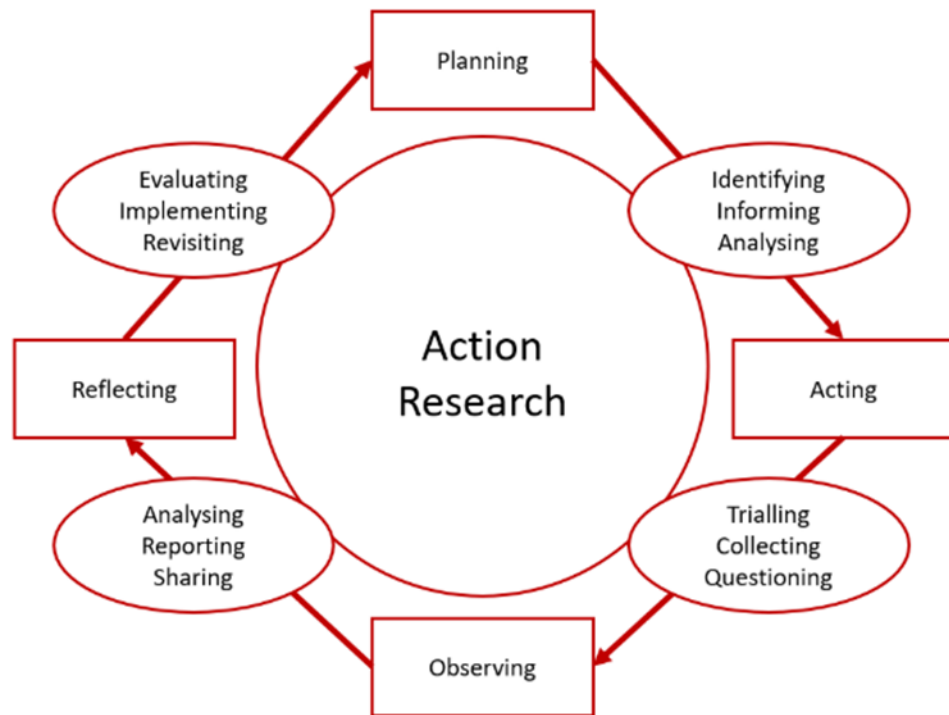 Planning
Identifying
Informing
Analysing
Acting
Trialling
Collecting
Questioning
Observing
Analysing
Reporting
Sharing
Reflecting
Evaluating
Implementing
Revisiting
Action
Research